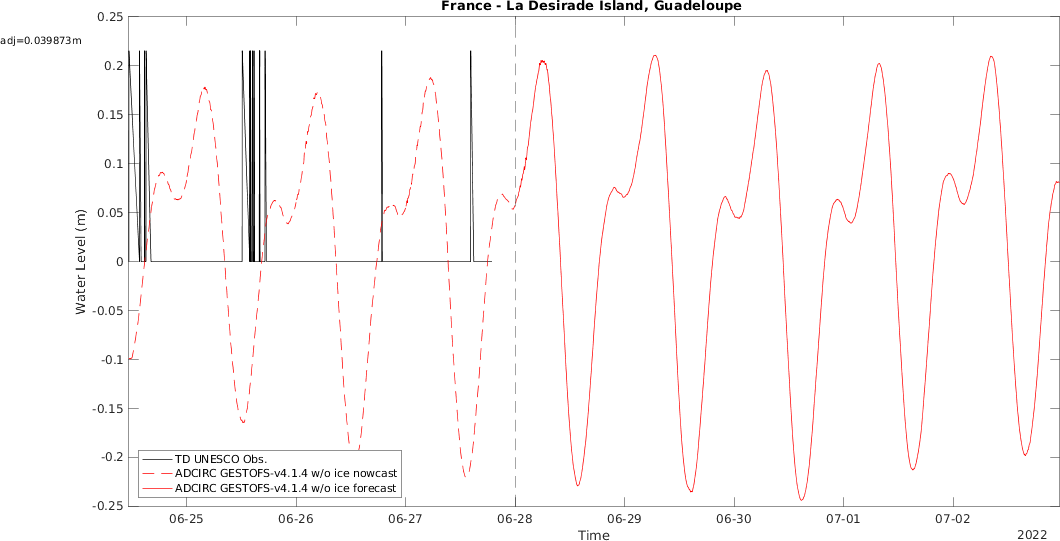 France - La Desirade Island, Guadeloupe
adj=0.039873m
Water Level (m)
0.25
0.2
0.15
0.1
0.05
0
-0.05
-0.1
-0.15
-0.2
-0.25
TD UNESCO Obs.
ADCIRC GESTOFS-v4.1.4 w/o ice nowcast
ADCIRC GESTOFS-v4.1.4 w/o ice forecast
06-25 06-26 06-27 06-28 06-29 06-30 07-01 07-02
Time
2022